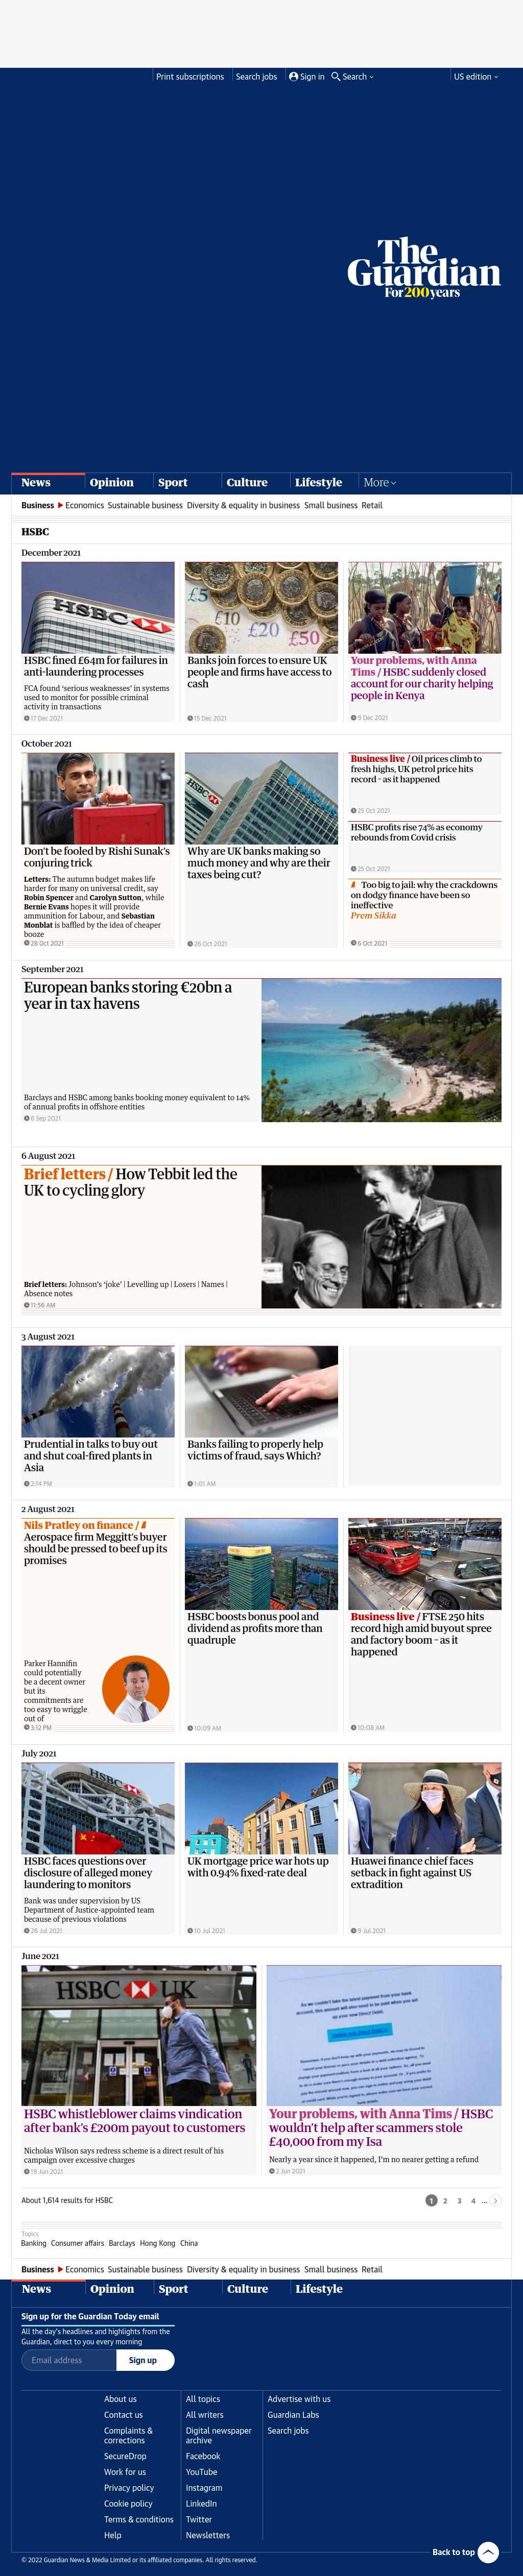 Print subscriptions
Search jobs
Sign in
Search
US edition
The
Guardian
For 200 years
News
Opinion
Sport
Culture
Lifestyle
More
Business
Economics
Sustainable business
Diversity & equality in business
Small business
Retail
HSBC
December 2021
HSBC
HSBC fined £64m for failures in
anti-laundering processes
FCA found ‘serious weaknesses’ in systems
used to monitor for possible criminal
activity in transactions
17 Dec 2021
£5
£10
£20
£50
Banks join forces to ensure UK
people and firms have access to
cash
15 Dec 2021
Your problems, with Anna
Tims / HSBC suddenly closed
account for our charity helping
people in Kenya
9 Dec 2021
October 2021
Don’t be fooled by Rishi Sunak’s
conjuring trick
Letters: The autumn budget makes life
harder for many on universal credit, say
Robin Spencer and Carolyn Sutton, while
Bernie Evans hopes it will provide
ammunition for Labour, and Sebastian
Monblat is baffled by the idea of cheaper
booze
28 Oct 2021
HSBC
Why are UK banks making so
much money and why are their
taxes being cut?
26 Oct 2021
Business live / Oil prices climb to
fresh highs, UK petrol price hits
record – as it happened
25 Oct 2021
HSBC profits rise 74% as economy
rebounds from Covid crisis
25 Oct 2021
Too big to jail: why the crackdowns
on dodgy finance have been so
ineffective
Prem Sikka
6 Oct 2021
September 2021
European banks storing €20bn a
year in tax havens
Barclays and HSBC among banks booking money equivalent to 14%
of annual profits in offshore entities
6 Sep 2021
6 August 2021
Brief letters / How Tebbit led the
UK to cycling glory
Brief letters: Johnson’s ‘joke’ | Levelling up | Losers | Names |
Absence notes
11:56 AM
3 August 2021
Prudential in talks to buy out
and shut coal-fired plants in
Asia
2:14 PM
Banks failing to properly help
victims of fraud, says Which?
1:01 AM
2 August 2021
Nils Pratley on finance /
Aerospace firm Meggitt’s buyer
should be pressed to beef up its
promises
Parker Hannifin
could potentially
be a decent owner
but its
commitments are
too easy to wriggle
out of
3:12 PM
HSBC boosts bonus pool and
dividend as profits more than
quadruple
10:09 AM
Business live / FTSE 250 hits
record high amid buyout spree
and factory boom – as it
happened
10:08 AM
July 2021
HSBC
HSBC faces questions over
disclosure of alleged money
laundering to monitors
Bank was under supervision by US
Department of Justice-appointed team
because of previous violations
28 Jul 2021
UK mortgage price war hots up
with 0.94% fixed-rate deal
10 Jul 2021
Huawei finance chief faces
setback in fight against US
extradition
9 Jul 2021
June 2021
HSBC UK
HSBC whistleblower claims vindication
after bank’s £200m payout to customers
Nicholas Wilson says redress scheme is a direct result of his
campaign over excessive charges
19 Jun 2021
Your problems, with Anna Tims / HSBC
wouldn’t help after scammers stole
£40,000 from my Isa
Nearly a year since it happened, I’m no nearer getting a refund
2 Jun 2021
About 1,614 results for HSBC
1 2 3 4 ...
Topics
Banking / Consumer affairs / Barclays / Hong Kong / China
Business
Economics
Sustainable business
Diversity & equality in business
Small business
Retail
News
Opinion
Sport
Culture
Lifestyle
Sign up for the Guardian Today email
All the day’s headlines and highlights from the
Guardian, direct to you every morning
Email address
Sign up
About us
Contact us
Complaints &
corrections
SecureDrop
Work for us
Privacy policy
Cookie policy
Terms & conditions
Help
All topics
All writers
Digital newspaper
archive
Facebook
YouTube
Instagram
LinkedIn
Twitter
Newsletters
Advertise with us
Guardian Labs
Search jobs
Back to top
© 2022 Guardian News & Media Limited or its affiliated companies. All rights reserved.